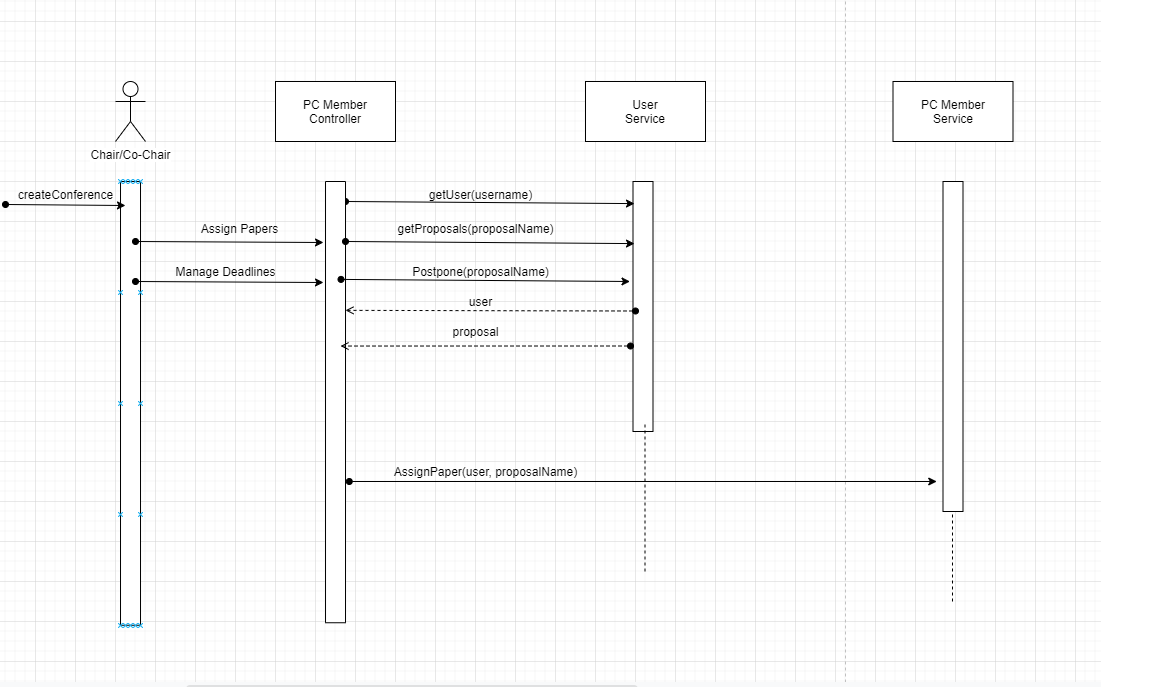 Chair/Co-Chair
PC Member
Controller
User
Service
PC Member
Service
createConference
getUser(username)
Assign Papers
getProposals(proposalName)
Manage Deadlines
Postpone(proposalName)
user
proposal
AssignPaper(user, proposalName)